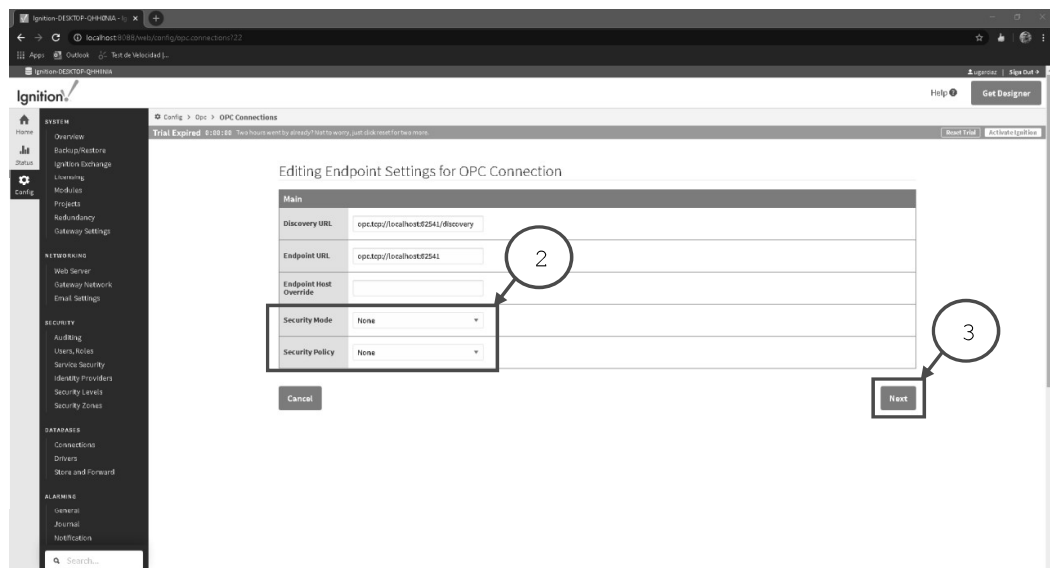 Ignition-DESKTOP-QHH0NIA - Ig
localhost:8088/web/config/opc.connections?22
Apps Outlook Test de Velocidad |...
Ignition-DESKTOP-QHH0NIA
ugarciaz | Sign Out
Ignition
Help Get Designer
Home
Status
Config
SYSTEM
Overview
Backup/Restore
Ignition Exchange
Licensing
Modules
Projects
Redundancy
Gateway Settings
NETWORKING
Web Server
Gateway Network
Email Settings
SECURITY
Auditing
Users, Roles
Service Security
Identity Providers
Security Levels
Security Zones
DATABASES
Connections
Drivers
Store and Forward
ALARMING
General
Journal
Notification
Search...
Config > Opc > OPC Connections
Trial Expired 0:00:00 Two hours went by already? Not to worry, just click reset for two more.
Reset Trial Activate Ignition
Editing Endpoint Settings for OPC Connection
Main
Discovery URL opc.tcp://localhost:62541/discovery
Endpoint URL opc.tcp://localhost:62541
Endpoint Host
Override
Security Mode None
Security Policy None
Cancel
Next
2
3